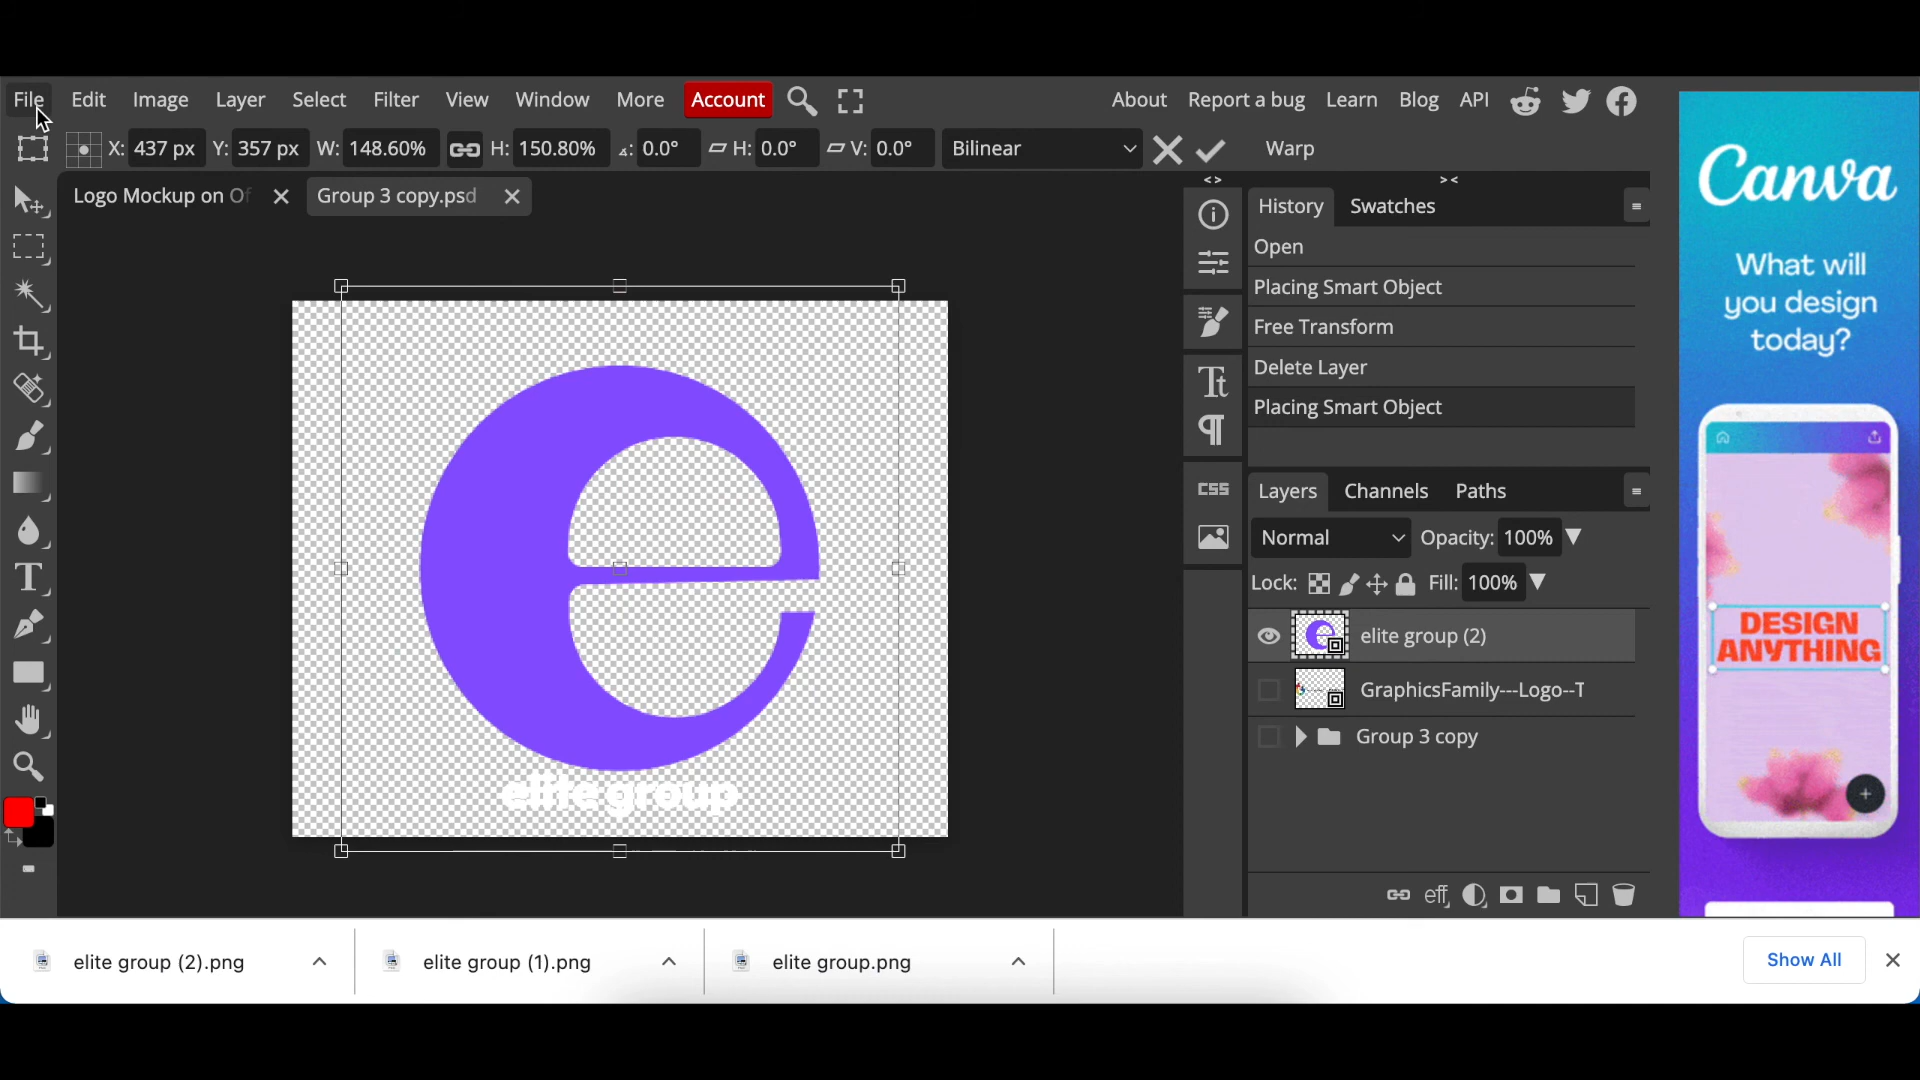 File Edit Image Layer Select Filter View Window More Account About Report a bug Learn Blog API
X: 437 px Y: 357 px W: 148.60% H: 150.80% 0.0° H: 0.0° V: 0.0° Bilinear Warp
Logo Mockup on Of Group 3 copy.psd
< > > <
History Swatches
Open
Placing Smart Object
Free Transform
Delete Layer
Placing Smart Object
CSS
Layers Channels Paths
Normal Opacity: 100%
Lock: Fill: 100%
elite group (2)
GraphicsFamily---Logo--T
Group 3 copy
eff
e
elite group
T
Tt
Canva
What will
you design
today?
DESIGN
ANYTHING
elite group (2).png elite group (1).png elite group.png Show All